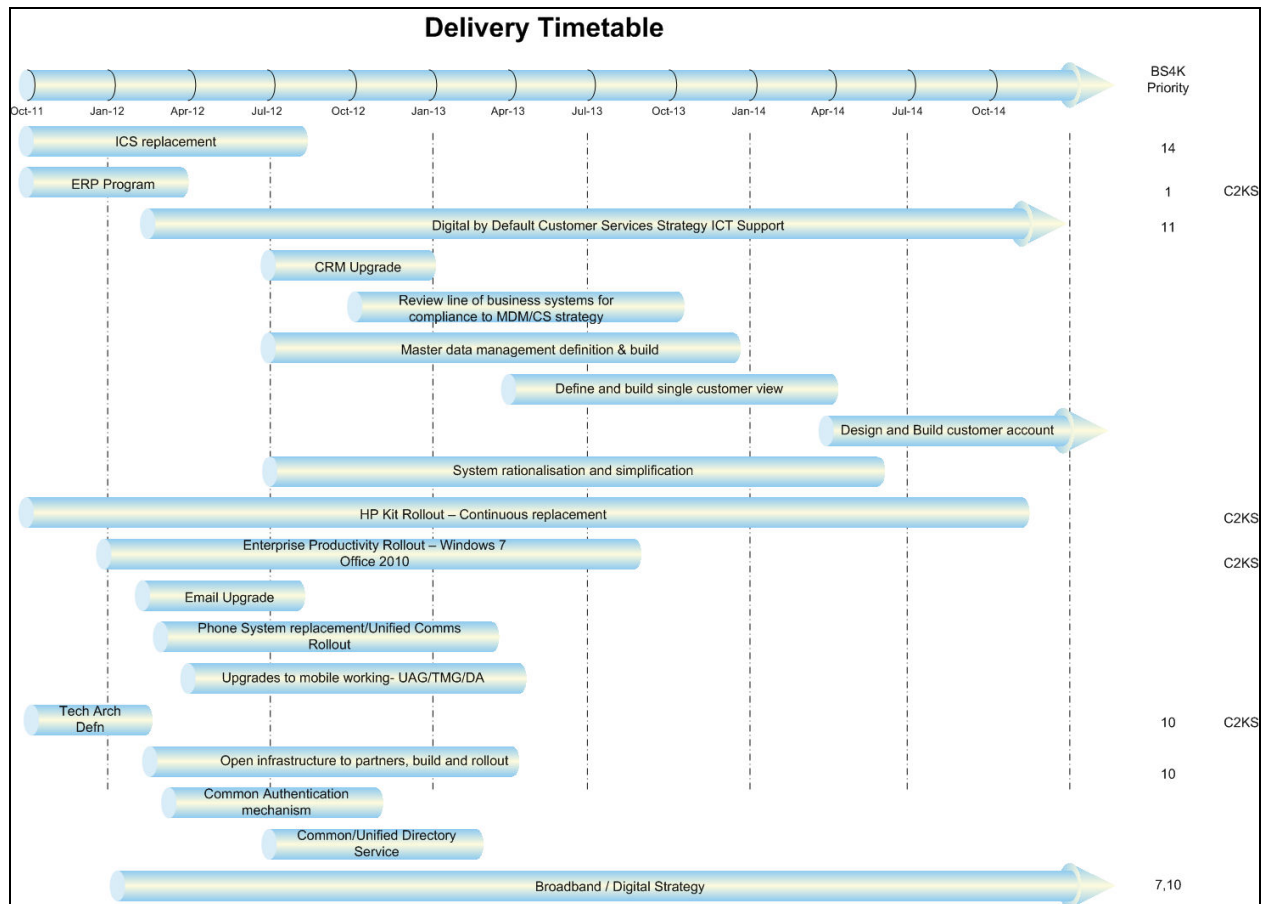 Delivery Timetable
BS4K
Priority
Oct-11 Jan-12 Apr-12 Jul-12 Oct-12 Jan-13 Apr-13 Jul-13 Oct-13 Jan-14 Apr-14 Jul-14 Oct-14
ICS replacement
14
ERP Program
1 C2KS
Digital by Default Customer Services Strategy ICT Support
11
CRM Upgrade
Review line of business systems for
compliance to MDM/CS strategy
Master data management definition & build
Define and build single customer view
Design and Build customer account
System rationalisation and simplification
HP Kit Rollout – Continuous replacement
C2KS
Enterprise Productivity Rollout – Windows 7
Office 2010
C2KS
Email Upgrade
Phone System replacement/Unified Comms
Rollout
Upgrades to mobile working- UAG/TMG/DA
Tech Arch
Defn
10 C2KS
Open infrastructure to partners, build and rollout
10
Common Authentication
mechanism
Common/Unified Directory
Service
Broadband / Digital Strategy
7,10